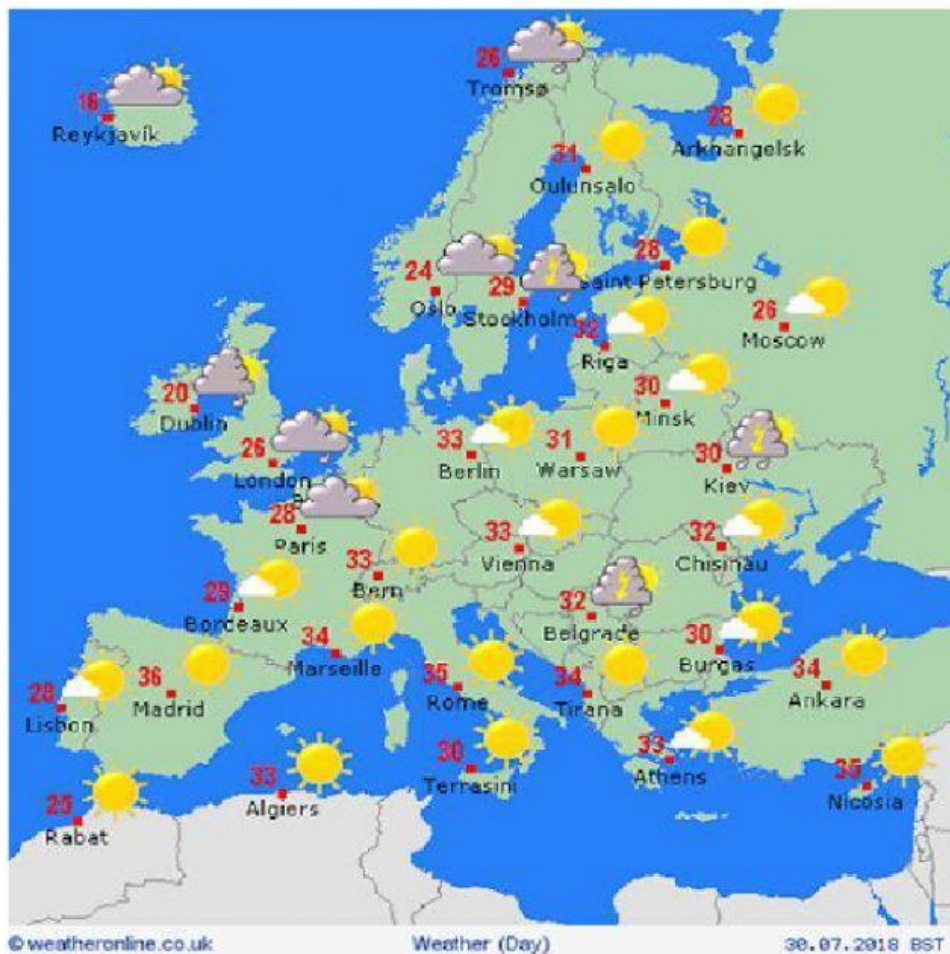 26
Tromsø
16
Reykjavík
28
Arkhangelsk
31
Oulunsalo
28
Saint-Petersburg
24
Oslo
29
Stockholm
26
Moscow
32
Riga
30
Minsk
20
Dublin
26
London
33
Berlin
31
Warsaw
30
Kiev
28
Paris
33
Vienna
32
Chisinau
33
Bern
29
Bordeaux
32
Belgrade
30
Burgas
34
Marseille
36
Madrid
28
Lisbon
35
Rome
34
Tirana
34
Ankara
30
Terrasini
33
Athens
35
Nicosia
33
Algiers
25
Rabat
© weatheronline.co.uk Weather (Day) 30.07.2018 BST